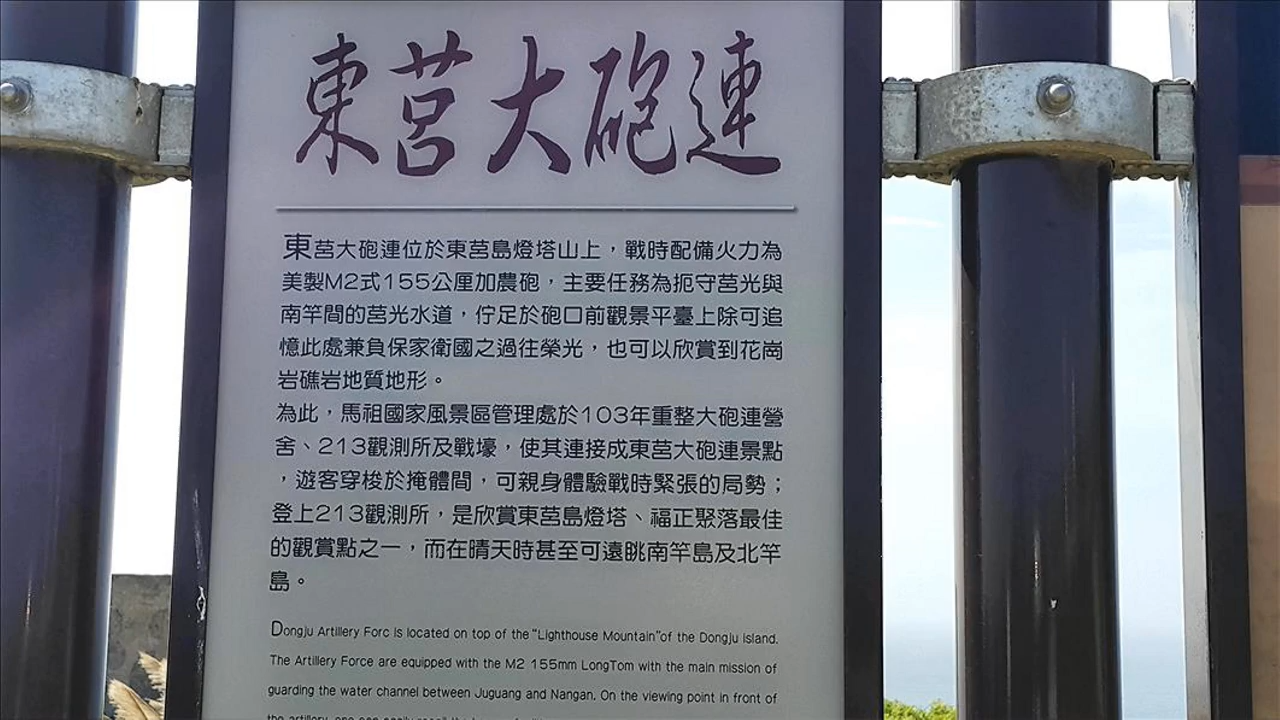 東莒大砲連
東莒大砲連位於東莒島燈塔山上，戰時配備火力為
美製M2式155公厘加農砲，主要任務為扼守莒光與
南竿間的莒光水道，佇足於砲口前觀景平臺上除可追
憶此處兼負保家衛國之過往榮光，也可以欣賞到花崗
岩礁岩地質地形。
為此，馬祖國家風景區管理處於103年重整大砲連營
舍、213觀測所及戰壕，使其連接成東莒大砲連景點
，遊客穿梭於掩體間，可親身體驗戰時緊張的局勢；
登上213觀測所，是欣賞東莒島燈塔、福正聚落最佳
的觀賞點之一，而在晴天時甚至可遠眺南竿島及北竿
島。
Dongju Artillery Forc is located on top of the "Lighthouse Mountain"of the Dongju Island.
The Artillery Force are equipped with the M2 155mm LongTom with the main mission of
guarding the water channel between Juguang and Nangan. On the viewing point in front of
the artillery, one can easily recall the